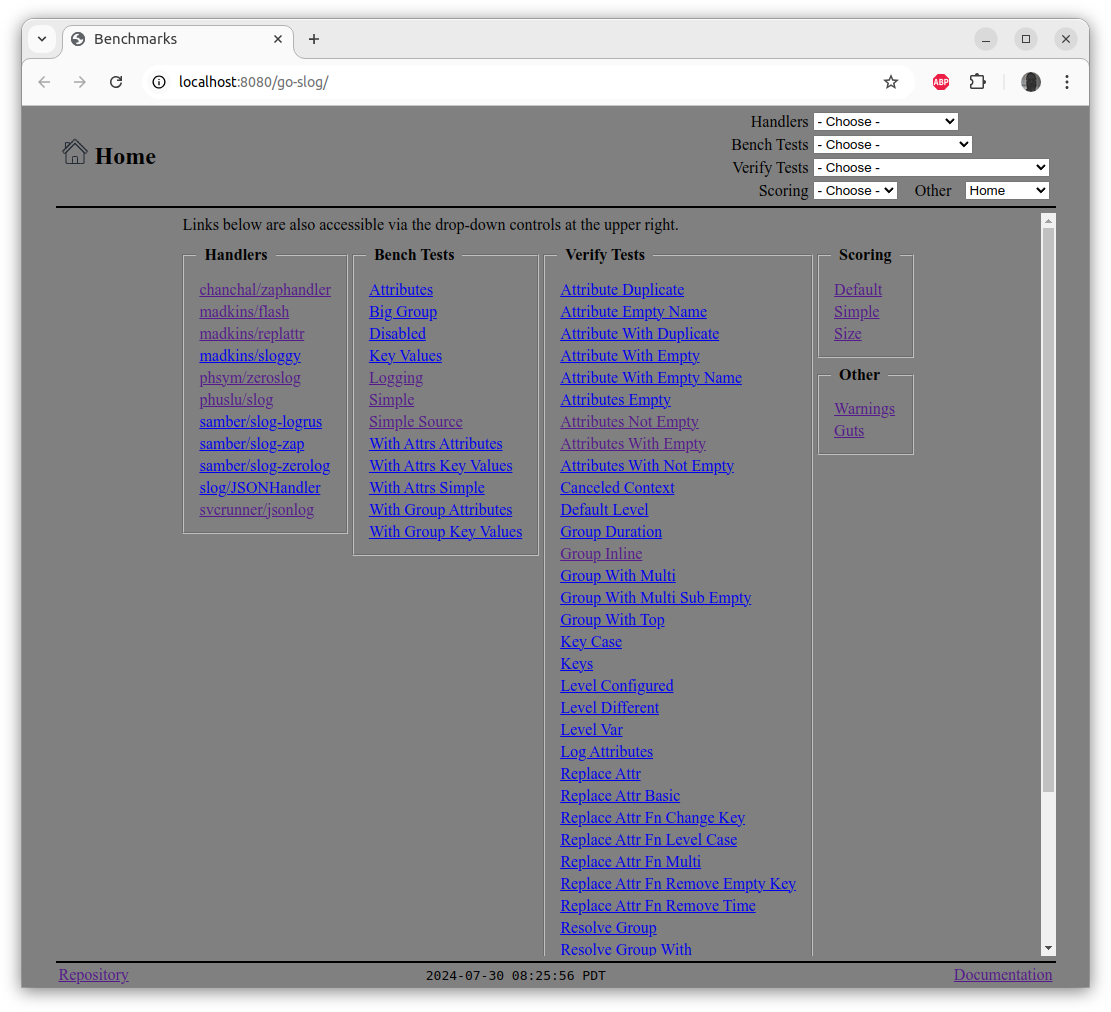 Benchmarks
localhost:8080/go-slog/
ABP
Home
Handlers - Choose -
Bench Tests - Choose -
Verify Tests - Choose -
Scoring - Choose - Other Home
Links below are also accessible via the drop-down controls at the upper right.
Handlers
chanchal/zaphandler
madkins/flash
madkins/replattr
madkins/sloggy
phsym/zeroslog
phuslu/slog
samber/slog-logrus
samber/slog-zap
samber/slog-zerolog
slog/JSONHandler
svcrunner/jsonlog
Bench Tests
Attributes
Big Group
Disabled
Key Values
Logging
Simple
Simple Source
With Attrs Attributes
With Attrs Key Values
With Attrs Simple
With Group Attributes
With Group Key Values
Verify Tests
Attribute Duplicate
Attribute Empty Name
Attribute With Duplicate
Attribute With Empty
Attribute With Empty Name
Attributes Empty
Attributes Not Empty
Attributes With Empty
Attributes With Not Empty
Canceled Context
Default Level
Group Duration
Group Inline
Group With Multi
Group With Multi Sub Empty
Group With Top
Key Case
Keys
Level Configured
Level Different
Level Var
Log Attributes
Replace Attr
Replace Attr Basic
Replace Attr Fn Change Key
Replace Attr Fn Level Case
Replace Attr Fn Multi
Replace Attr Fn Remove Empty Key
Replace Attr Fn Remove Time
Resolve Group
Resolve Group With
Scoring
Default
Simple
Size
Other
Warnings
Guts
Repository 2024-07-30 08:25:56 PDT Documentation